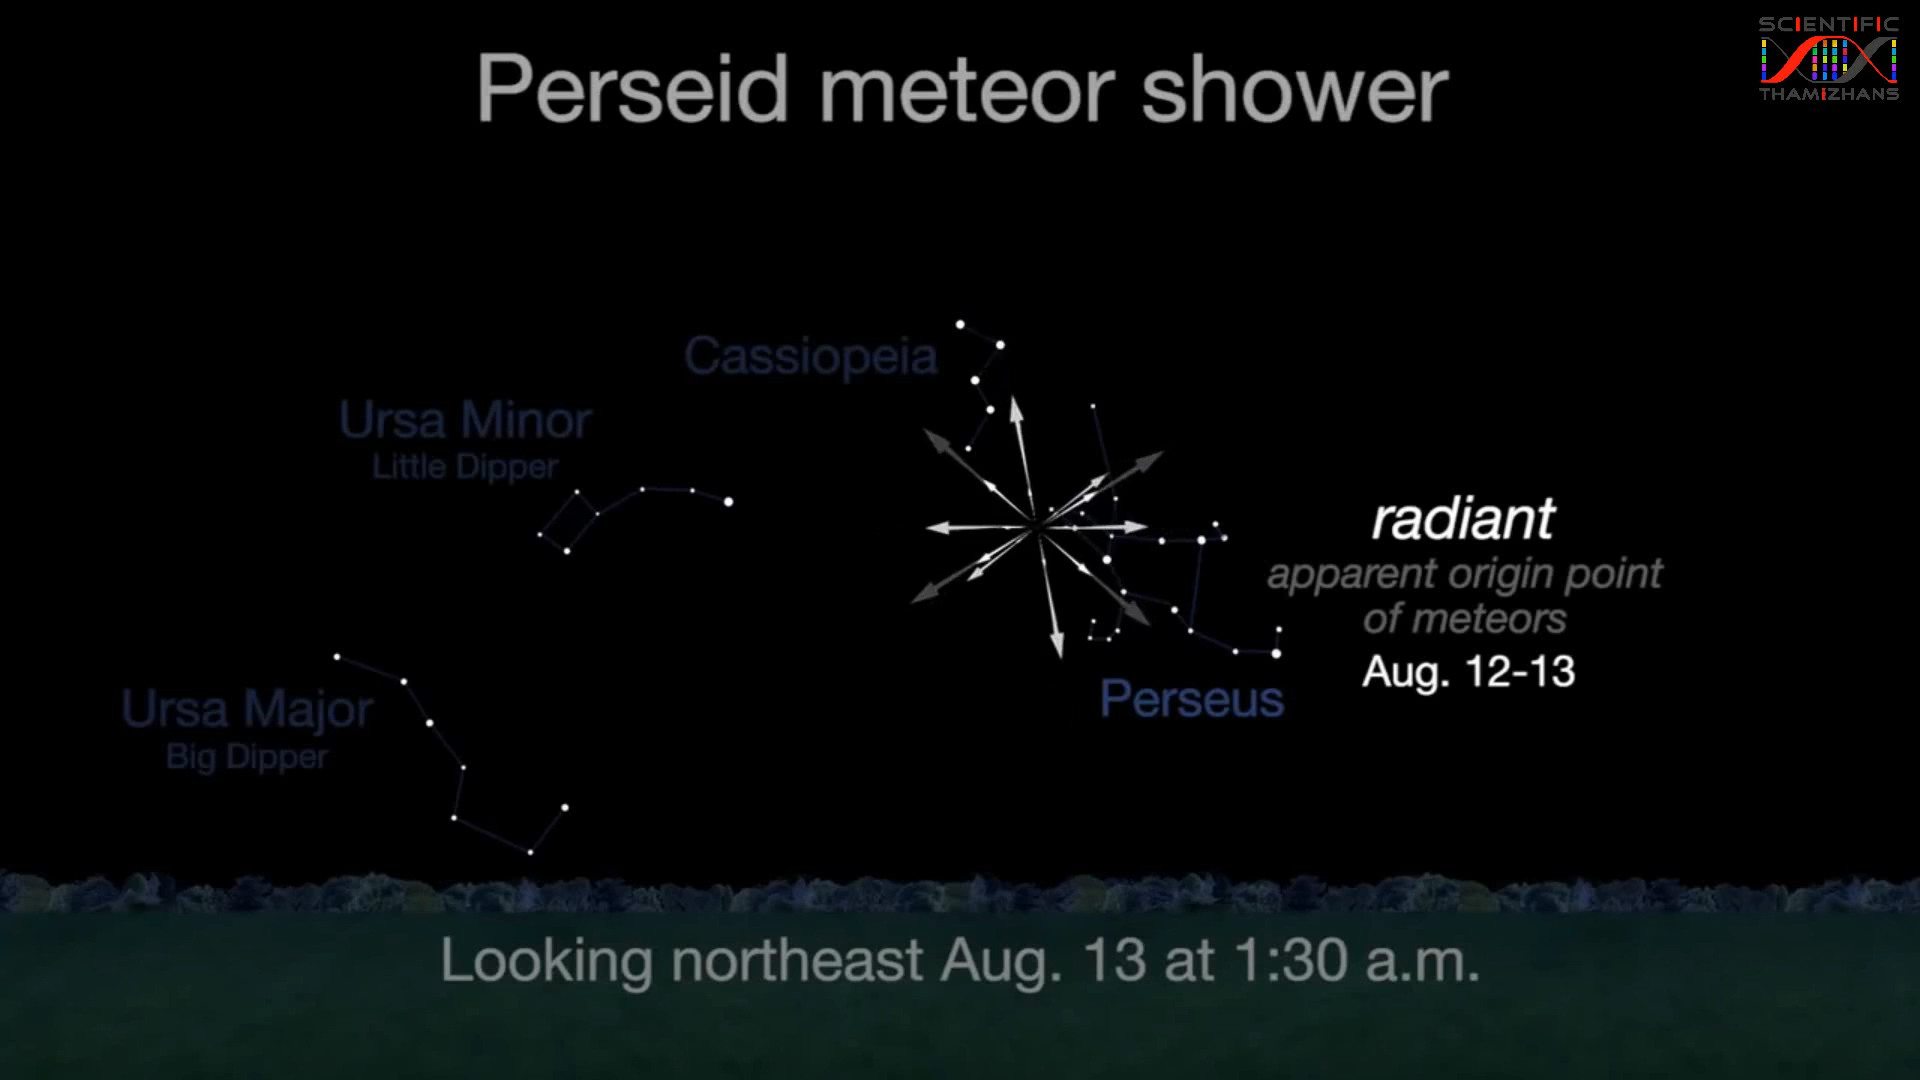 SCIENTIFIC
THAMIZHANS
Perseid meteor shower
Cassiopeia
Ursa Minor
Little Dipper
radiant
apparent origin point
of meteors
Aug. 12-13
Perseus
Ursa Major
Big Dipper
Looking northeast Aug. 13 at 1:30 a.m.